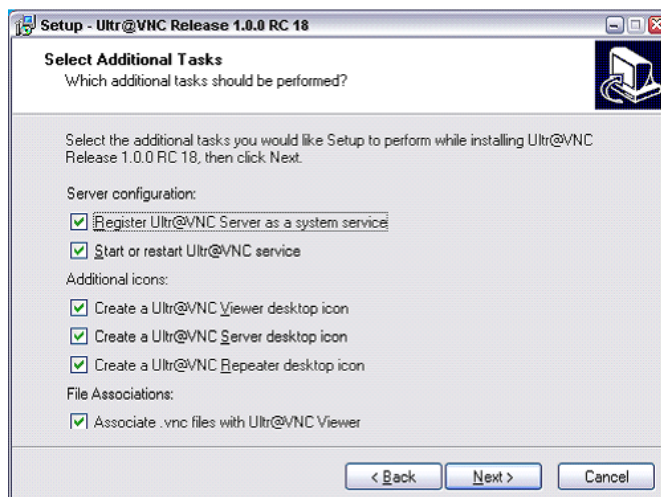 Setup - Ultr@VNC Release 1.0.0 RC 18
Select Additional Tasks
Which additional tasks should be performed?
Select the additional tasks you would like Setup to perform while installing Ultr@VNC
Release 1.0.0 RC 18, then click Next.
Server configuration:
Register Ultr@VNC Server as a system service
Start or restart Ultr@VNC service
Additional icons:
Create a Ultr@VNC Viewer desktop icon
Create a Ultr@VNC Server desktop icon
Create a Ultr@VNC Repeater desktop icon
File Associations:
Associate .vnc files with Ultr@VNC Viewer
< Back Next > Cancel